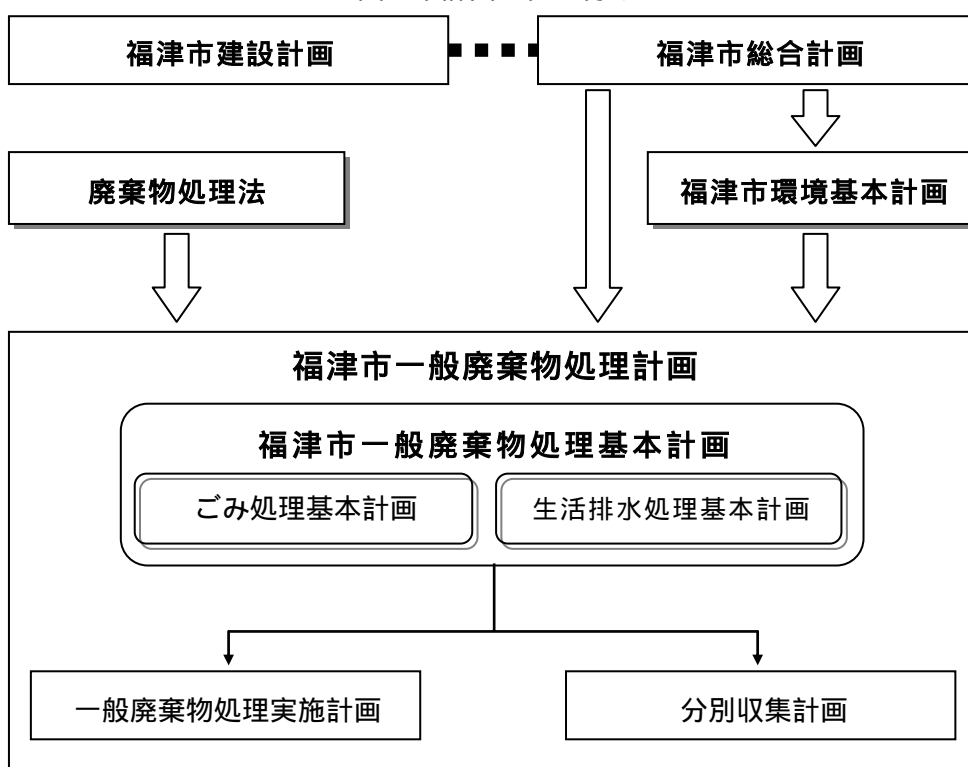 福津市建設計画
福津市総合計画
廃棄物処理法
福津市環境基本計画
福津市一般廃棄物処理計画
福津市一般廃棄物処理基本計画
ごみ処理基本計画
生活排水処理基本計画
一般廃棄物処理実施計画
分別収集計画